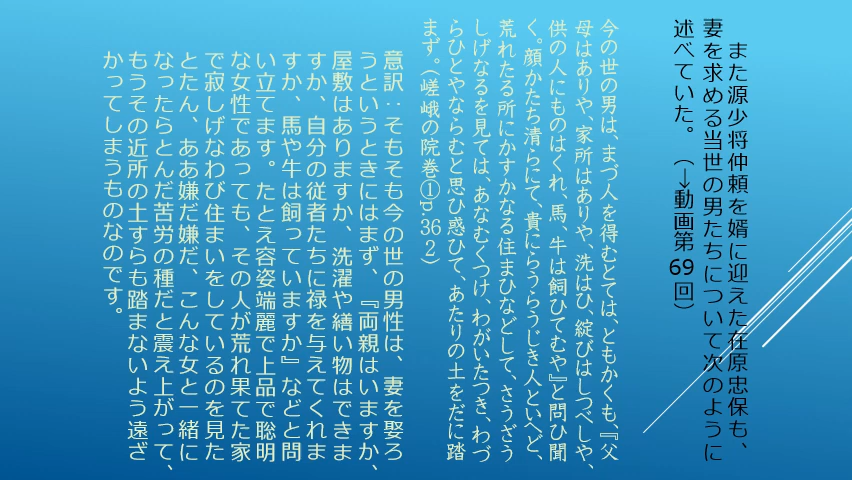 また源少将仲頼を婿に迎えた在原忠保も、
妻を求める当世の男たちについて次のように
述べていた。（→動画第69回）
今の世の男は、まづ人を得むとては、ともかくも、『父
母はありや、家所はありや、洗はひ、綻びはしつべしや、
供の人にものはくれ、馬、牛は飼ひてむや』と問ひ聞
く。顔かたち清らにて、貴にらうらうじき人といへど、
荒れたる所にかすかなる住まひなどして、さうざう
しげなるを見ては、あなむくつけ、わがいたつき、わづ
らひとやならむと思ひ惑ひて、あたりの土をだに踏
まず。（嵯峨の院巻①p.362）
意訳：そもそも今の世の男性は、妻を娶ろ
うというときにはまず、『両親はいますか、
屋敷はありますか、洗濯や繕い物はできま
すか、自分の従者たちに禄を与えてくれま
すか、馬や牛は飼っていますか』などと問
い立てます。たとえ容姿端麗で上品で聡明
な女性であっても、その人が荒れ果てた家
で寂しげなわび住まいをしているのを見た
とたん、ああ嫌だ嫌だ、こんな女と一緒に
なったらとんだ苦労の種だと震え上がって、
もうその近所の土すらも踏まないよう遠ざ
かってしまうものなのです。